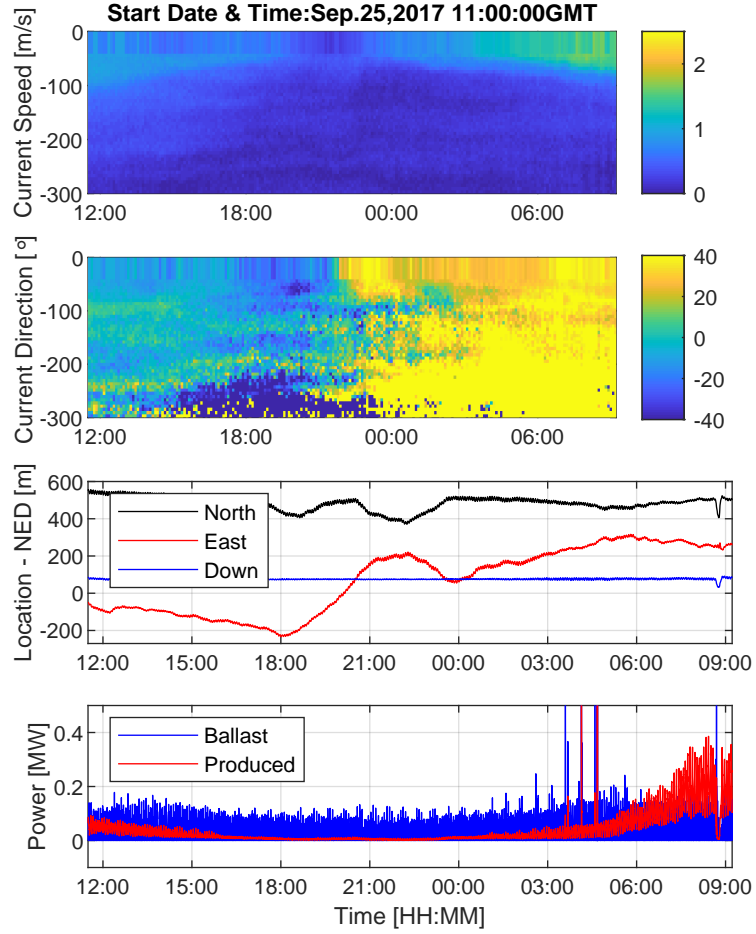 Start Date & Time:Sep.25,2017 11:00:00GMT
Current Speed [m/s]
0
-100
-200
-300
12:00 18:00 00:00 06:00
2
1
0
Current Direction [º]
0
-100
-200
-300
12:00 18:00 00:00 06:00
40
20
0
-20
-40
Location - NED [m]
600
400
200
0
-200
North
East
Down
12:00 15:00 18:00 21:00 00:00 03:00 06:00 09:00
Power [MW]
0.4
0.2
0
Ballast
Produced
12:00 15:00 18:00 21:00 00:00 03:00 06:00 09:00
Time [HH:MM]